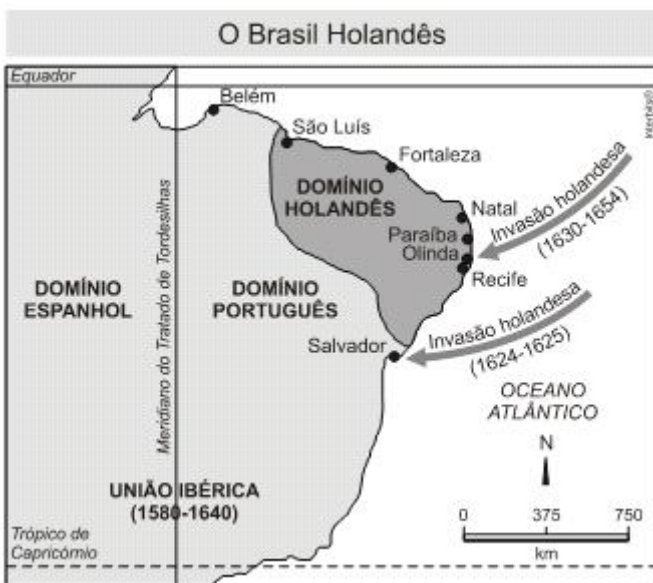 O Brasil Holandês
Equador
Interbits©
Belém
São Luís
Fortaleza
DOMÍNIO
HOLANDÊS
Natal
Paraíba
Olinda
Recife
Invasão holandesa
(1630-1654)
DOMÍNIO
ESPANHOL
Meridiano do Tratado de Tordesilhas
DOMÍNIO
PORTUGUÊS
Salvador
Invasão holandesa
(1624-1625)
OCEANO
ATLÂNTICO
N
UNIÃO IBÉRICA
(1580-1640)
0 375 750
km
Trópico de
Capricórnio